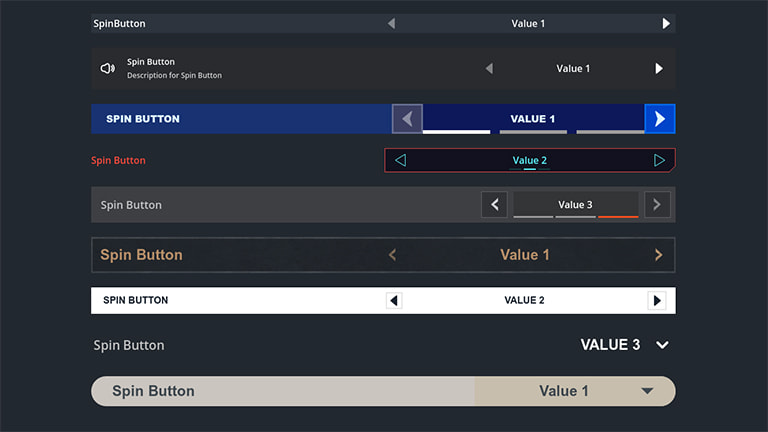 SpinButton Value 1
Spin Button Value 1
Description for Spin Button
SPIN BUTTON VALUE 1
Spin Button Value 2
Spin Button Value 3
Spin Button Value 1
SPIN BUTTON VALUE 2
Spin Button VALUE 3
Spin Button Value 1